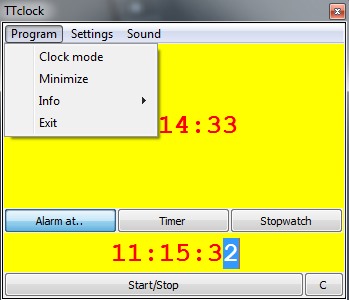 TTclock
Program Settings Sound
Clock mode
Minimize
Info
Exit
14:33
Alarm at.. Timer Stopwatch
11:15:32
Start/Stop C